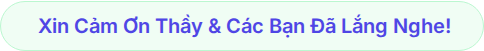 Xin Cảm Ơn Thầy & Các Bạn Đã Lắng Nghe!